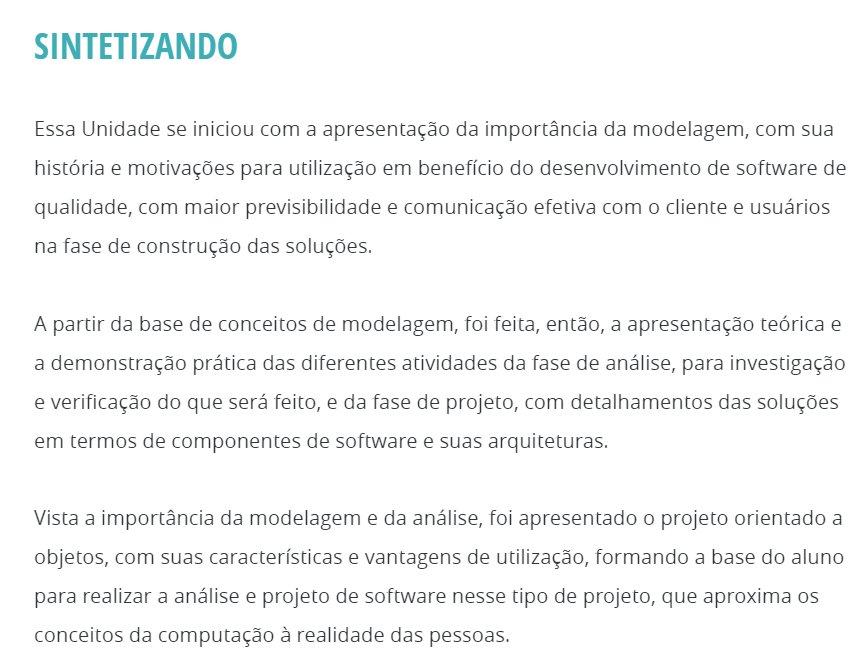 SINTETIZANDO
Essa Unidade se iniciou com a apresentação da importância da modelagem, com sua
história e motivações para utilização em benefício do desenvolvimento de software de
qualidade, com maior previsibilidade e comunicação efetiva com o cliente e usuários
na fase de construção das soluções.
A partir da base de conceitos de modelagem, foi feita, então, a apresentação teórica e
a demonstração prática das diferentes atividades da fase de análise, para investigação
e verificação do que será feito, e da fase de projeto, com detalhamentos das soluções
em termos de componentes de software e suas arquiteturas.
Vista a importância da modelagem e da análise, foi apresentado o projeto orientado a
objetos, com suas características e vantagens de utilização, formando a base do aluno
para realizar a análise e projeto de software nesse tipo de projeto, que aproxima os
conceitos da computação à realidade das pessoas.